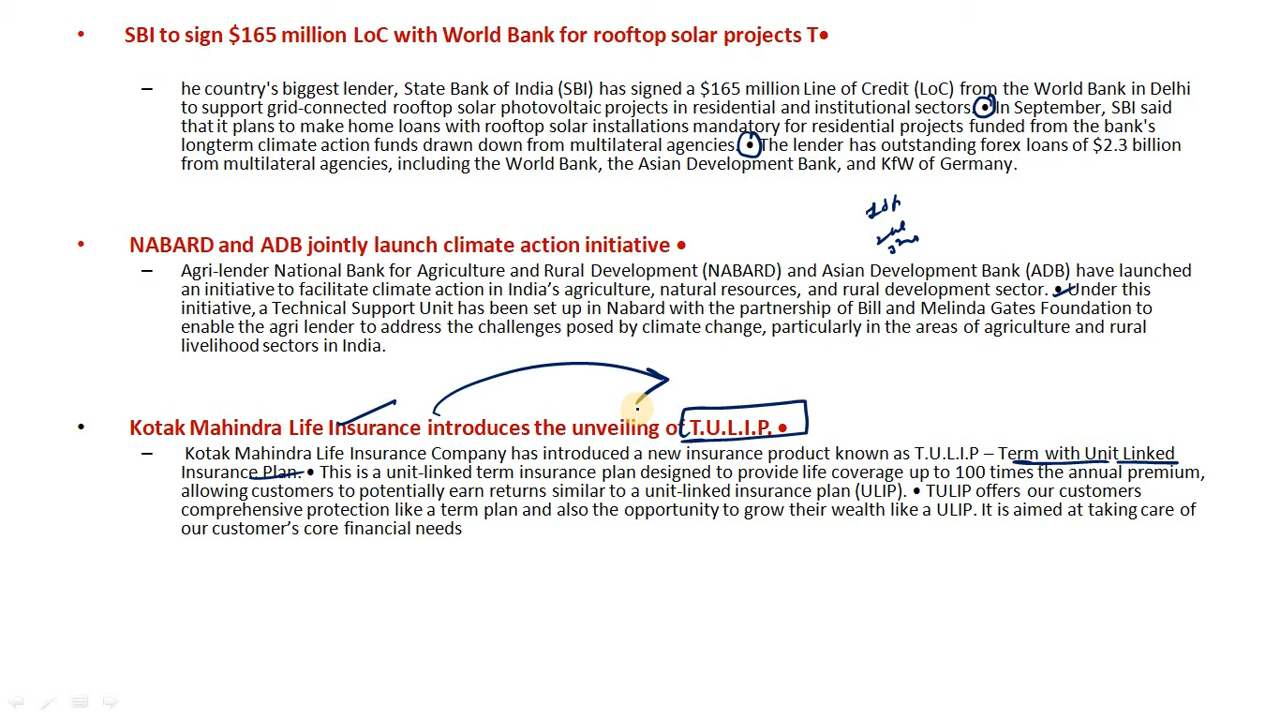 • SBI to sign $165 million LoC with World Bank for rooftop solar projects T•
– he country's biggest lender, State Bank of India (SBI) has signed a $165 million Line of Credit (LoC) from the World Bank in Delhi
to support grid-connected rooftop solar photovoltaic projects in residential and institutional sectors. • In September, SBI said
that it plans to make home loans with rooftop solar installations mandatory for residential projects funded from the bank's
longterm climate action funds drawn down from multilateral agencies. • The lender has outstanding forex loans of $2.3 billion
from multilateral agencies, including the World Bank, the Asian Development Bank, and KfW of Germany.
• NABARD and ADB jointly launch climate action initiative •
– Agri-lender National Bank for Agriculture and Rural Development (NABARD) and Asian Development Bank (ADB) have launched
an initiative to facilitate climate action in India’s agriculture, natural resources, and rural development sector. • Under this
initiative, a Technical Support Unit has been set up in Nabard with the partnership of Bill and Melinda Gates Foundation to
enable the agri lender to address the challenges posed by climate change, particularly in the areas of agriculture and rural
livelihood sectors in India.
• Kotak Mahindra Life Insurance introduces the unveiling of T.U.L.I.P. •
– Kotak Mahindra Life Insurance Company has introduced a new insurance product known as T.U.L.I.P – Term with Unit Linked
Insurance Plan. • This is a unit-linked term insurance plan designed to provide life coverage up to 100 times the annual premium,
allowing customers to potentially earn returns similar to a unit-linked insurance plan (ULIP). • TULIP offers our customers
comprehensive protection like a term plan and also the opportunity to grow their wealth like a ULIP. It is aimed at taking care of
our customer’s core financial needs